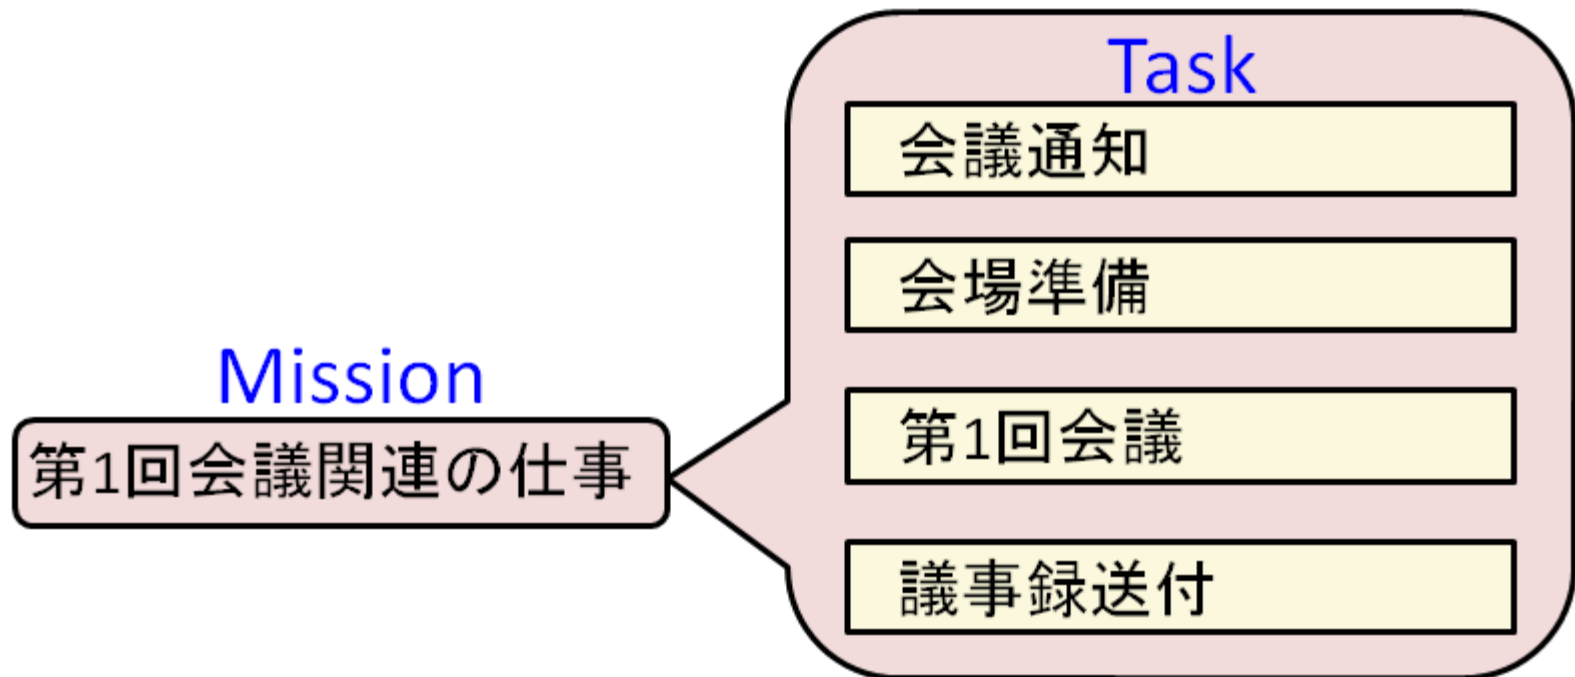 Task
会議通知
会場準備
Mission
第1回会議関連の仕事
第1回会議
議事録送付